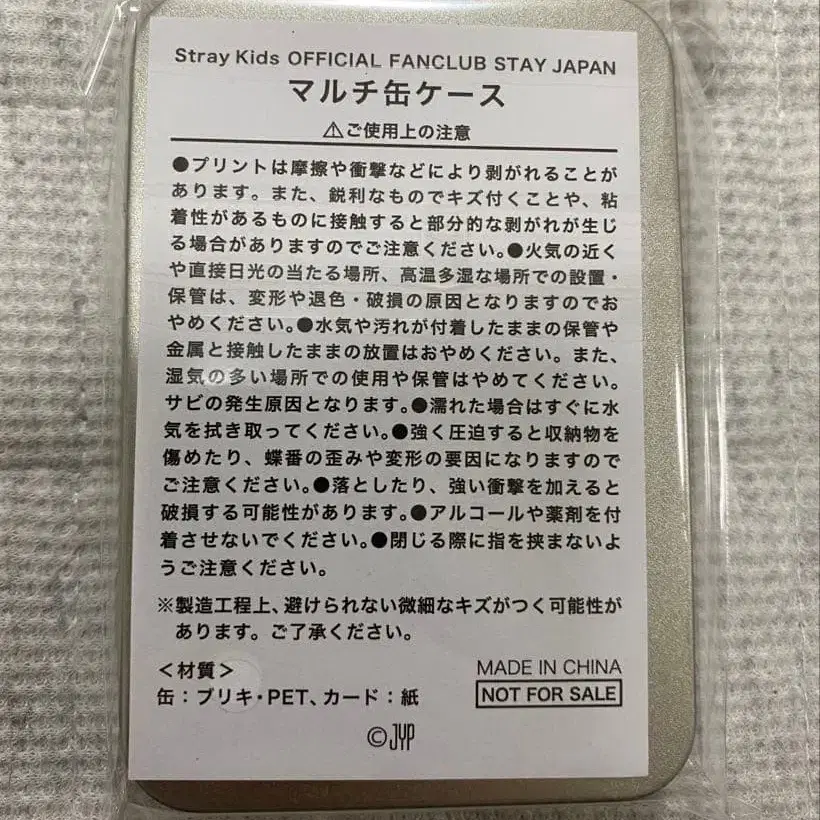 Stray Kids OFFICIAL FANCLUB STAY JAPAN
マルチ缶ケース
⚠ご使用上の注意
●プリントは摩擦や衝撃などにより剥がれることが
あります。また、鋭利なものでキズ付くことや、粘
着性があるものに接触すると部分的な剥がれが生じ
る場合がありますのでご注意ください。●火気の近く
や直接日光の当たる場所、高温多湿な場所での設置・
保管は、変形や退色・破損の原因となりますのでお
やめください。●水気や汚れが付着したままの保管や
金属と接触したままの放置はおやめください。また、
湿気の多い場所での使用や保管はやめてください。
サビの発生原因となります。●濡れた場合はすぐに水
気を拭き取ってください。●強く圧迫すると収納物を
傷めたり、蝶番の歪みや変形の要因になりますので
ご注意ください。●落としたり、強い衝撃を加えると
破損する可能性があります。●アルコールや薬剤を付
着させないでください。●閉じる際に指を挟まないよ
うご注意ください。
※製造工程上、避けられない微細なキズがつく可能性が
あります。ご了承ください。
＜材質＞
缶：ブリキ・PET、カード：紙
MADE IN CHINA
NOT FOR SALE
©JYP